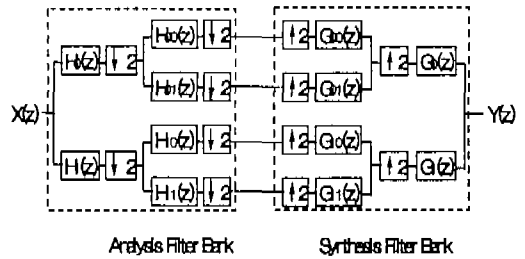 H₀₀(z) ↓2 ↑2 G₀₀(z)
H₀(z) ↓2 ↑2 G₀(z)
H₀₁(z) ↓2 ↑2 G₀₁(z)
X(z) Y(z)
H₁₀(z) ↓2 ↑2 G₁₀(z)
H₁(z) ↓2 ↑2 G₁(z)
H₁₁(z) ↓2 ↑2 G₁₁(z)
Analysis Filter Bank Synthesis Filter Bank